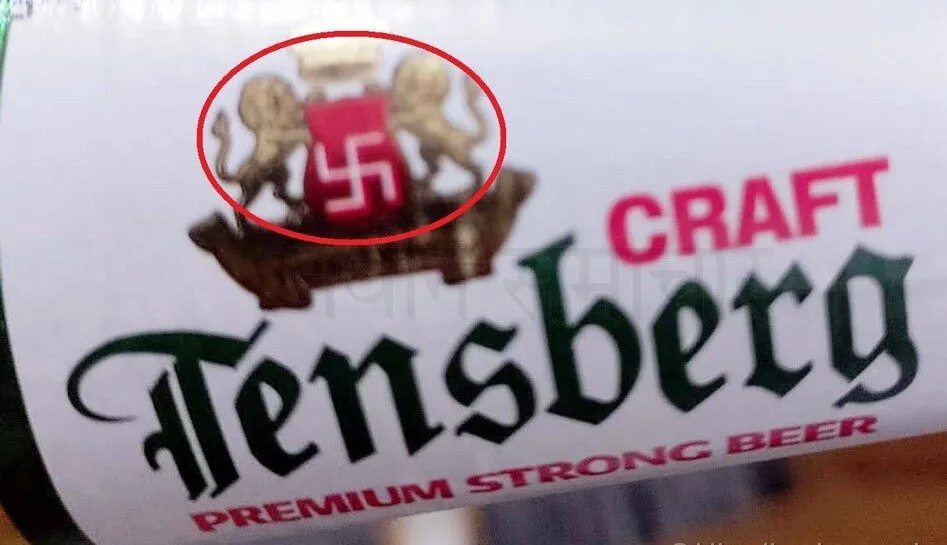 CRAFT
Tensberg
PREMIUM STRONG BEER